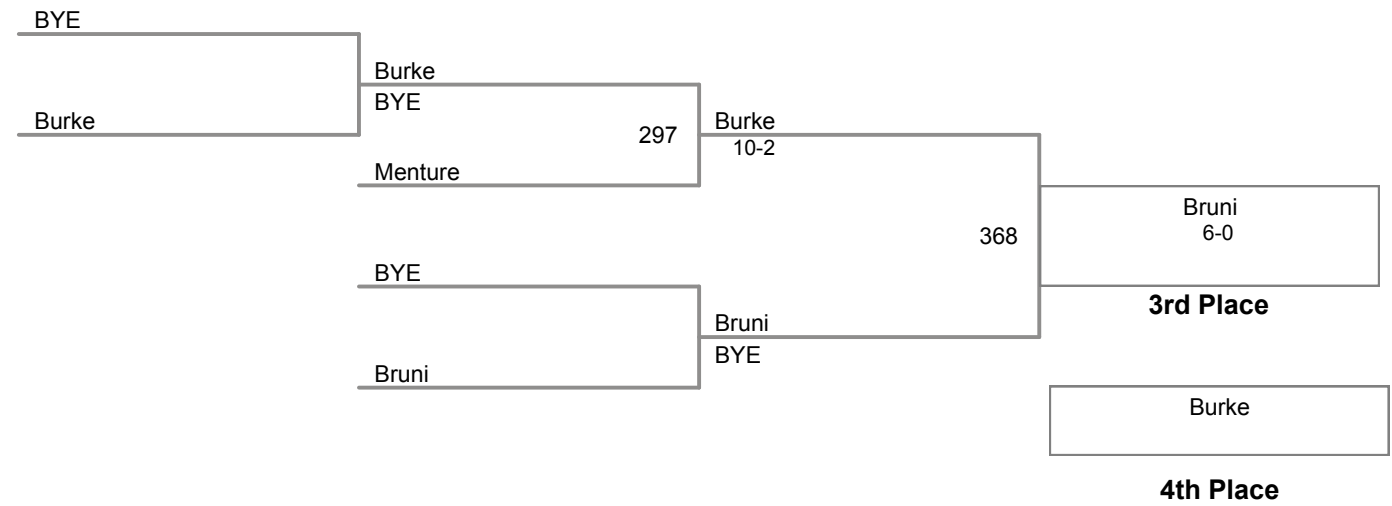 BYE
Burke
Burke
BYE
297
Menture
Burke
10-2
BYE
Bruni
Bruni
BYE
368
Bruni
6-0
3rd Place
Burke
4th Place